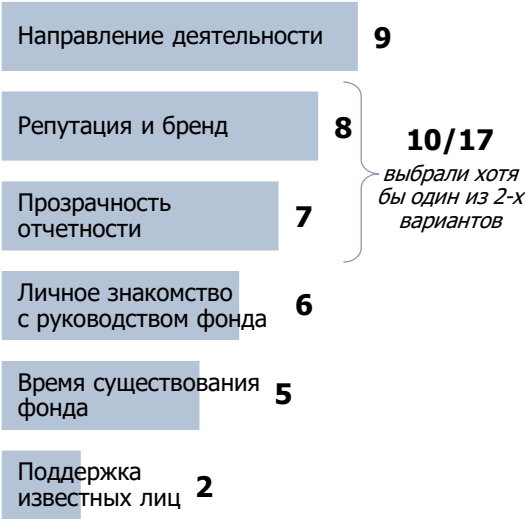 Направление деятельности 9
Репутация и бренд 8
10/17
выбрали хотя
бы один из 2-х
вариантов
Прозрачность
отчетности 7
Личное знакомство
с руководством фонда 6
Время существования
фонда 5
Поддержка
известных лиц 2